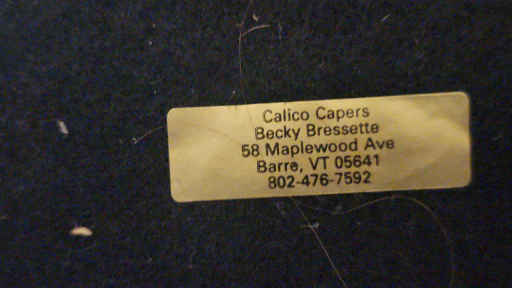 Calico Capers
Becky Bressette
58 Maplewood Ave
Barre, VT 05641
802-476-7592